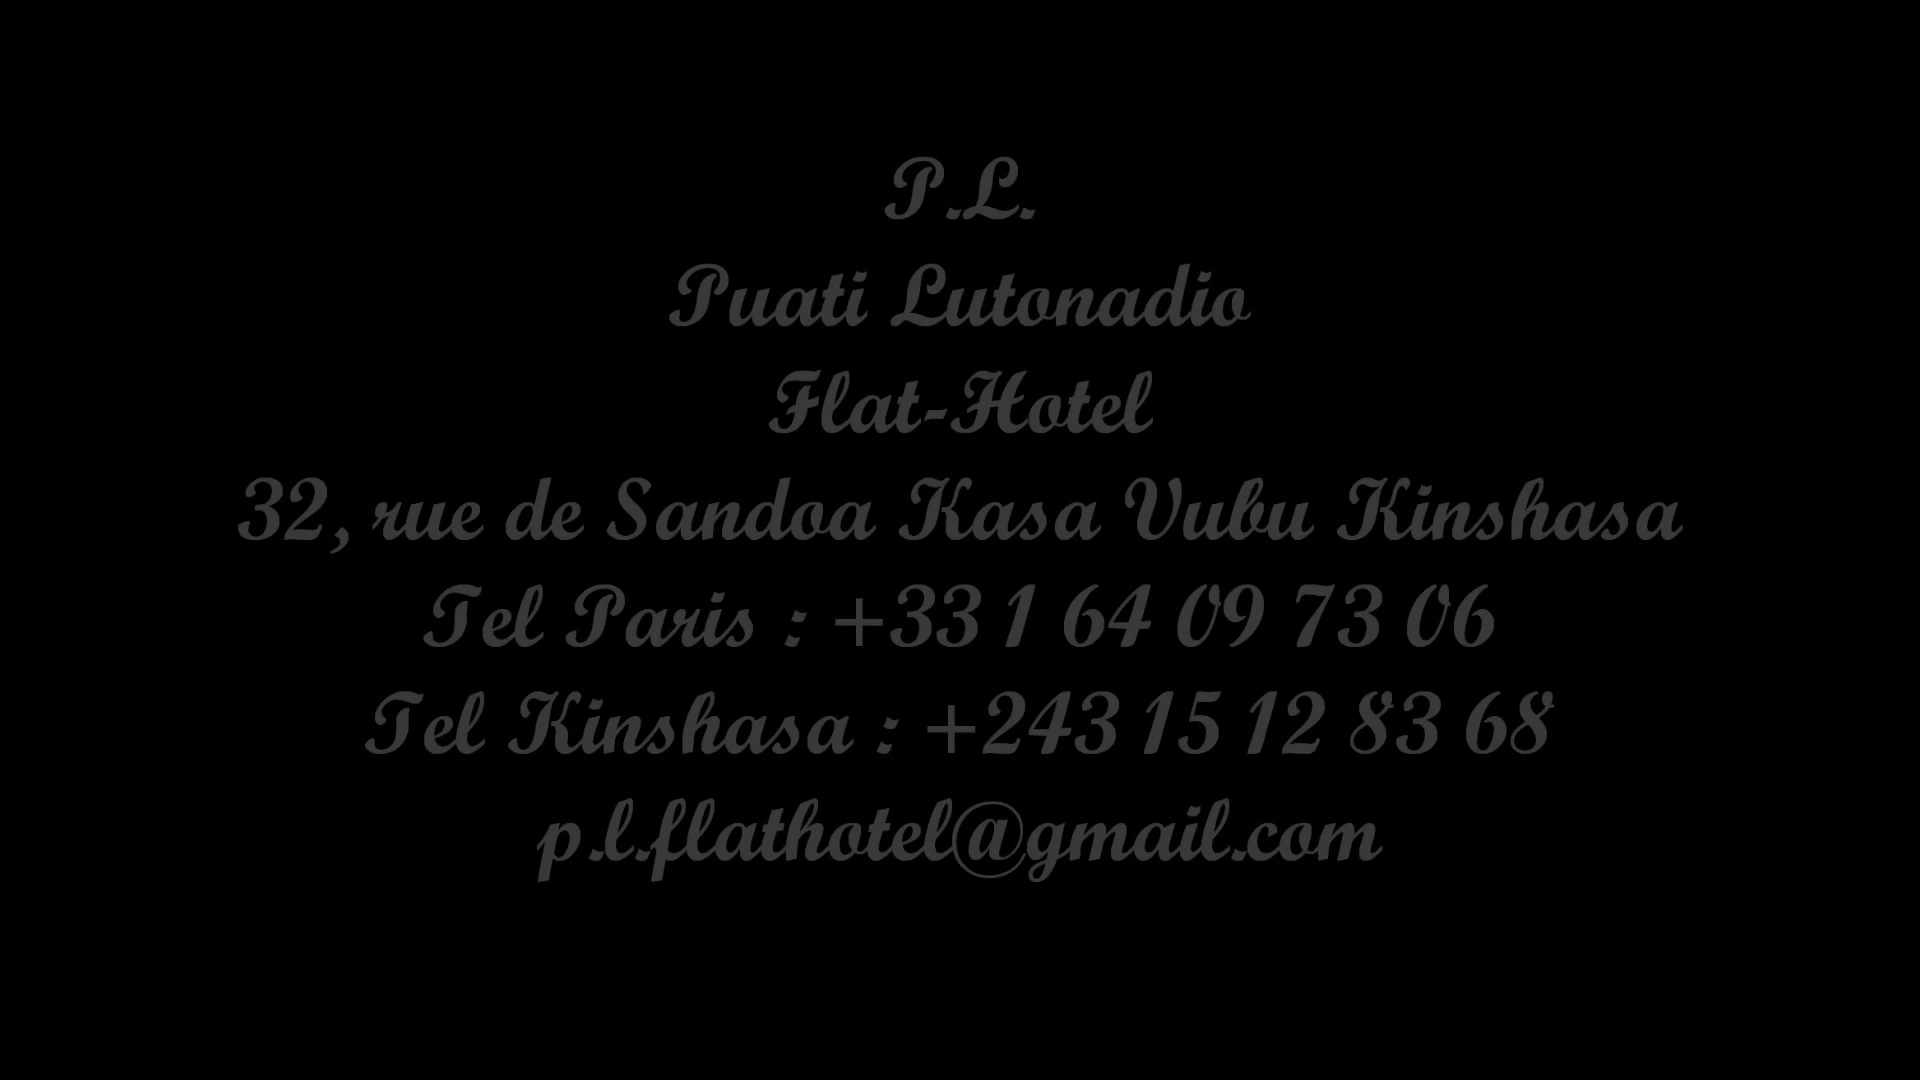 P.L.
Puati Lutonadio
Flat-Hotel
32, rue de Sandoa Kasa Vubu Kinshasa
Tel Paris : +33 1 64 09 73 06
Tel Kinshasa : +243 15 12 83 68
p.l.flathotel@gmail.com